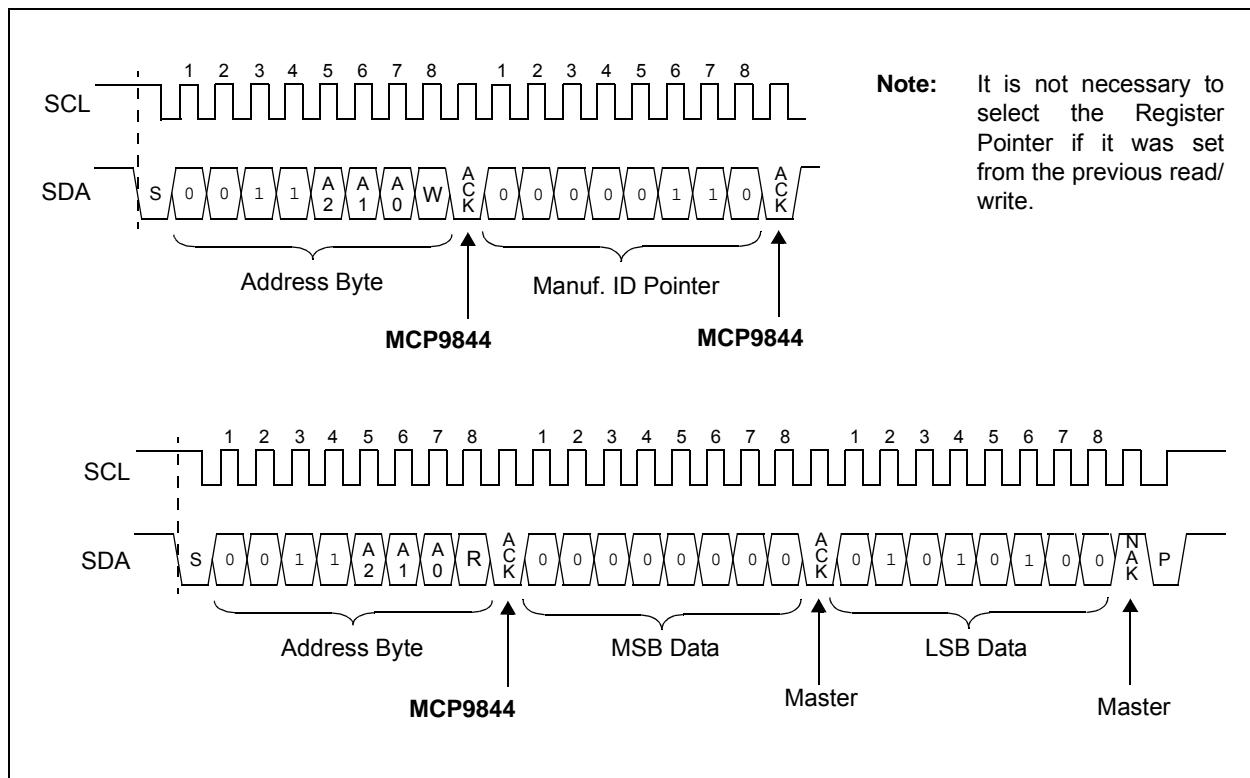 1 2 3 4 5 6 7 8 1 2 3 4 5 6 7 8
SCL
SDA
S 0 0 1 1 A2 A1 A0 W ACK 0 0 0 0 0 1 1 0 ACK
Address Byte
Manuf. ID Pointer
MCP9844
MCP9844
Note: It is not necessary to
select the Register
Pointer if it was set
from the previous read/
write.
1 2 3 4 5 6 7 8 1 2 3 4 5 6 7 8 1 2 3 4 5 6 7 8
SCL
SDA
S 0 0 1 1 A2 A1 A0 R ACK 0 0 0 0 0 0 0 0 ACK 0 1 0 1 0 1 0 0 NAK P
Address Byte
MSB Data
LSB Data
MCP9844
Master
Master